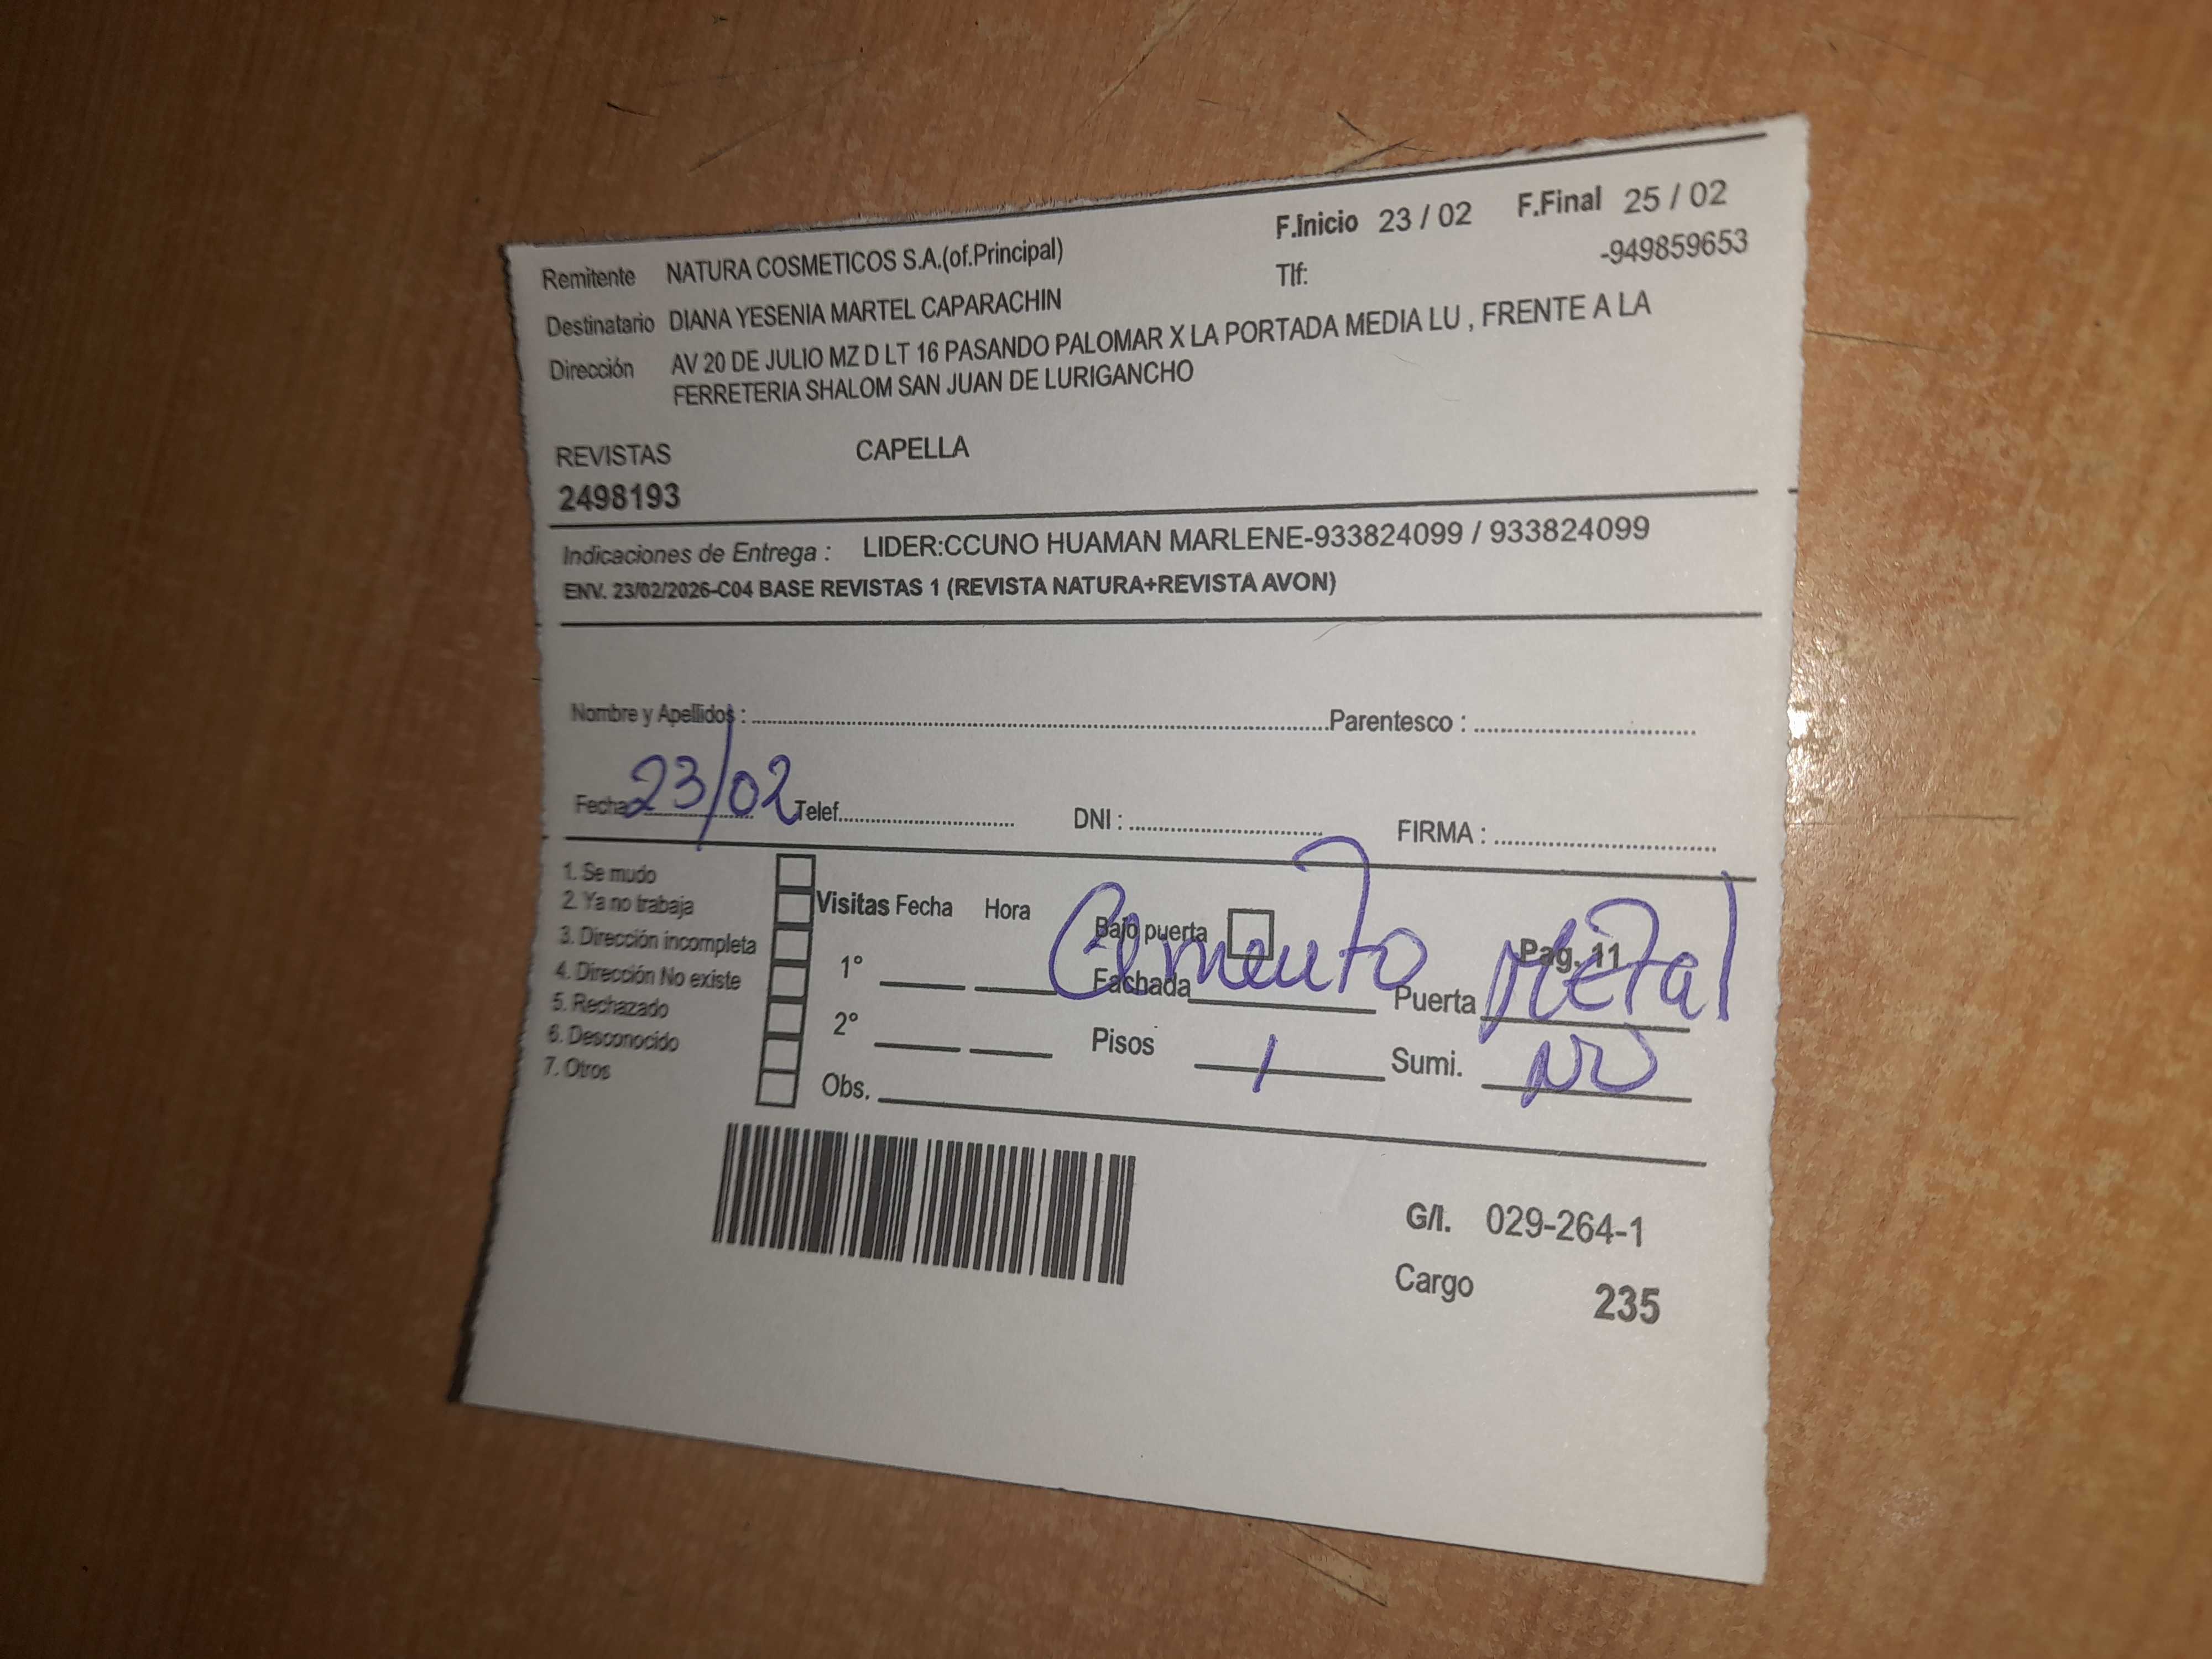 F.Inicio 23 / 02 F.Final 25 / 02
Remitente NATURA COSMETICOS S.A.(of.Principal) Tlf: -949859653
Destinatario DIANA YESENIA MARTEL CAPARACHIN
Dirección AV 20 DE JULIO MZ D LT 16 PASANDO PALOMAR X LA PORTADA MEDIA LU , FRENTE A LA
FERRETERIA SHALOM SAN JUAN DE LURIGANCHO
REVISTAS CAPELLA
2498193
Indicaciones de Entrega : LIDER:CCUNO HUAMAN MARLENE-933824099 / 933824099
ENV. 23/02/2026-C04 BASE REVISTAS 1 (REVISTA NATURA+REVISTA AVON)
Nombre y Apellidos : Parentesco :
Fecha 23/02 Telef. DNI : FIRMA :
1. Se mudo
2. Ya no trabaja
3. Dirección incompleta
4. Dirección No existe
5. Rechazado
6. Desconocido
7. Otros
Visitas Fecha Hora
1°
2°
Obs.
Bajo puerta Pag. 11
Fachada Cemento Puerta Metal
Pisos 1 Sumi. NO
G/I. 029-264-1
Cargo 235